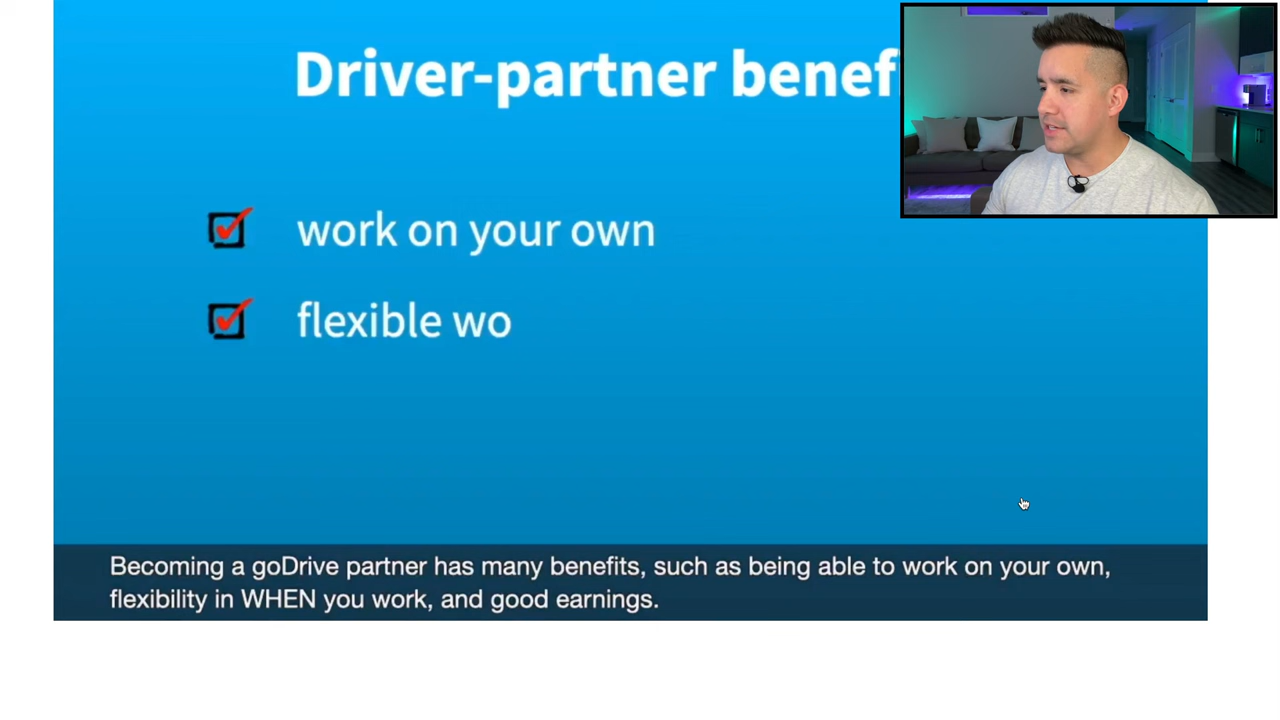 Driver-partner benef
work on your own
flexible wo
Becoming a goDrive partner has many benefits, such as being able to work on your own,
flexibility in WHEN you work, and good earnings.